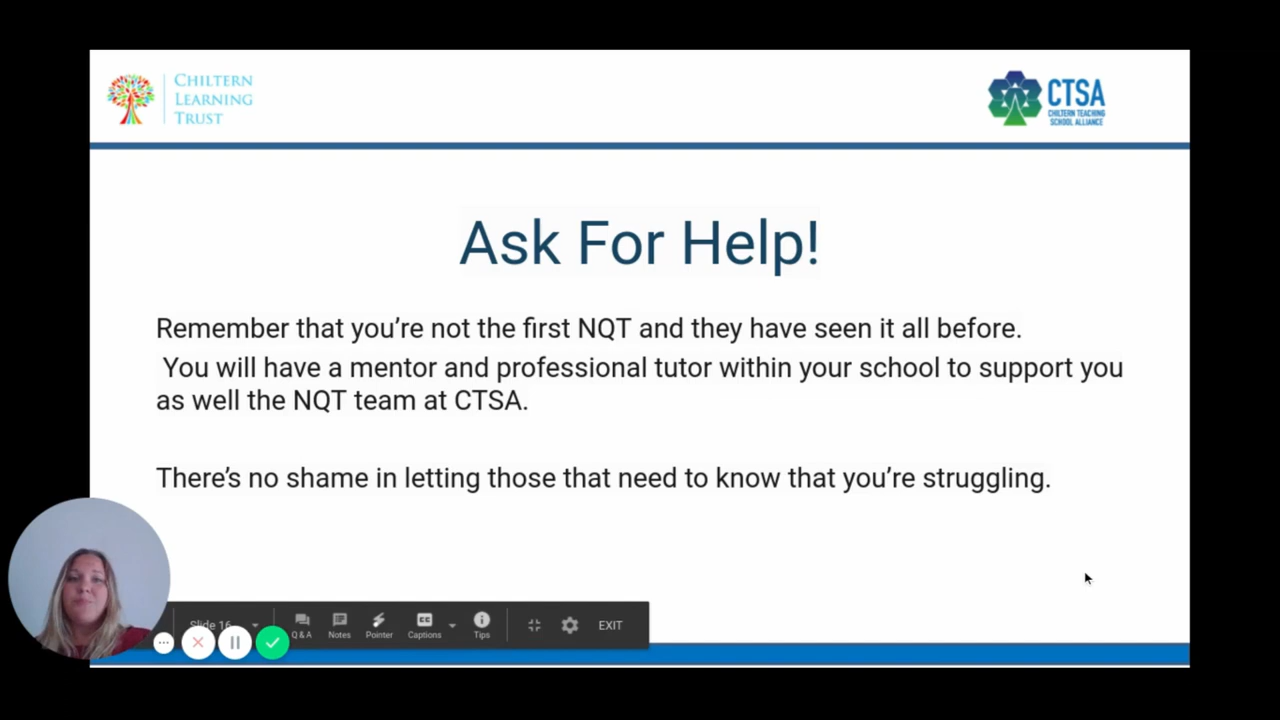 CHILTERN
LEARNING
TRUST
CTSA
CHILTERN TEACHING
SCHOOL ALLIANCE
Ask For Help!
Remember that you’re not the first NQT and they have seen it all before.
You will have a mentor and professional tutor within your school to support you
as well the NQT team at CTSA.
There’s no shame in letting those that need to know that you’re struggling.
Slide 16
Q & A
Notes
Pointer
CC
Captions
Tips
EXIT